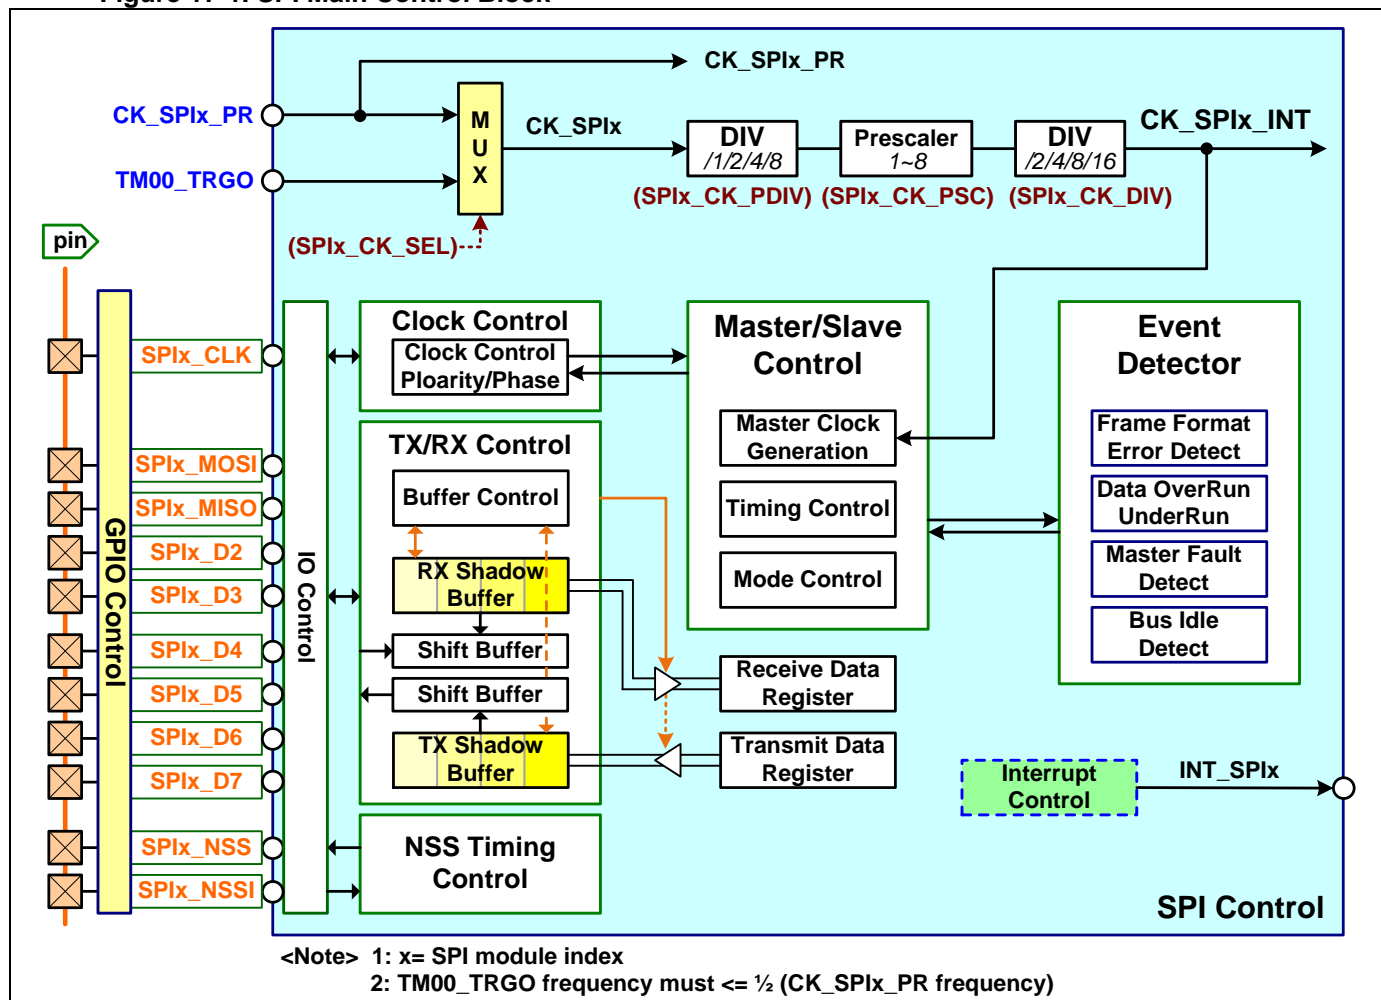 CK_SPIx_PR
CK_SPIx_PR
TM00_TRGO
MUX
CK_SPIx
DIV
/1/2/4/8
Prescaler
1~8
DIV
/2/4/8/16
CK_SPIx_INT
(SPIx_CK_PDIV)
(SPIx_CK_PSC)
(SPIx_CK_DIV)
(SPIx_CK_SEL)
pin
GPIO Control
SPIx_CLK
SPIx_MOSI
SPIx_MISO
SPIx_D2
SPIx_D3
SPIx_D4
SPIx_D5
SPIx_D6
SPIx_D7
SPIx_NSS
SPIx_NSSI
IO Control
Clock Control
Clock Control
Ploarity/Phase
TX/RX Control
Buffer Control
RX Shadow
Buffer
Shift Buffer
Shift Buffer
TX Shadow
Buffer
NSS Timing
Control
Master/Slave
Control
Master Clock
Generation
Timing Control
Mode Control
Receive Data
Register
Transmit Data
Register
Event
Detector
Frame Format
Error Detect
Data OverRun
UnderRun
Master Fault
Detect
Bus Idle
Detect
Interrupt
Control
INT_SPIx
SPI Control
<Note> 1: x= SPI module index
2: TM00_TRGO frequency must <= ½ (CK_SPIx_PR frequency)